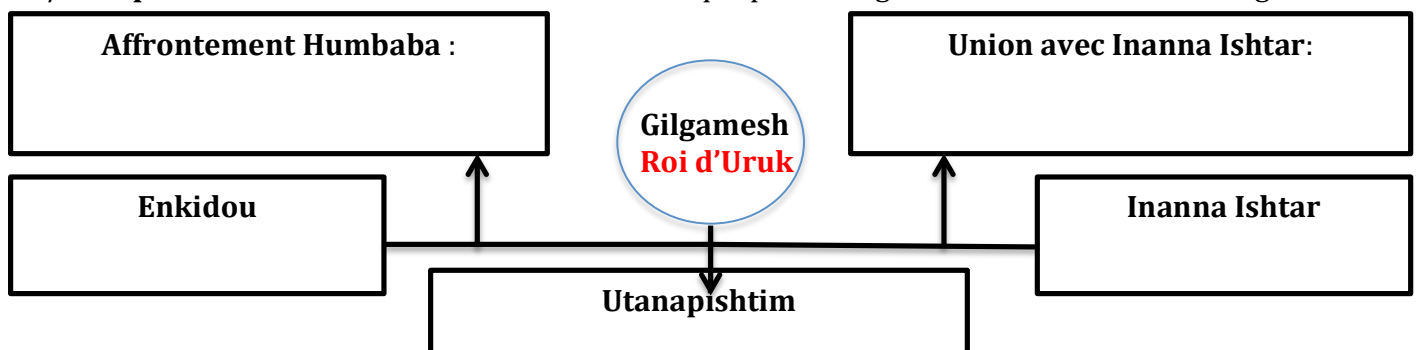 Affrontement Humbaba :
Union avec Inanna Ishtar:
Gilgamesh
Roi d'Uruk
Enkidou
Inanna Ishtar
Utanapishtim